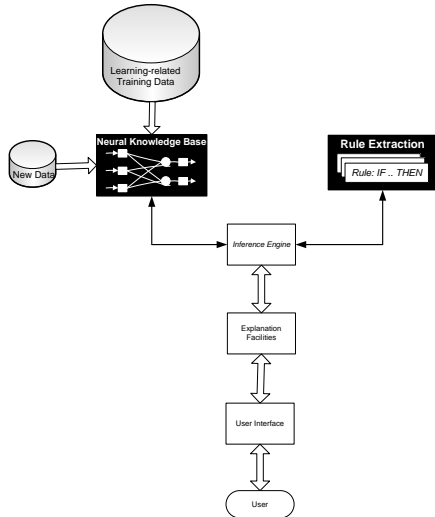 Learning-related
Training Data
Neural Knowledge Base
New Data
Rule Extraction
Rule: IF .. THEN
Inference Engine
Explanation
Facilities
User Interface
User